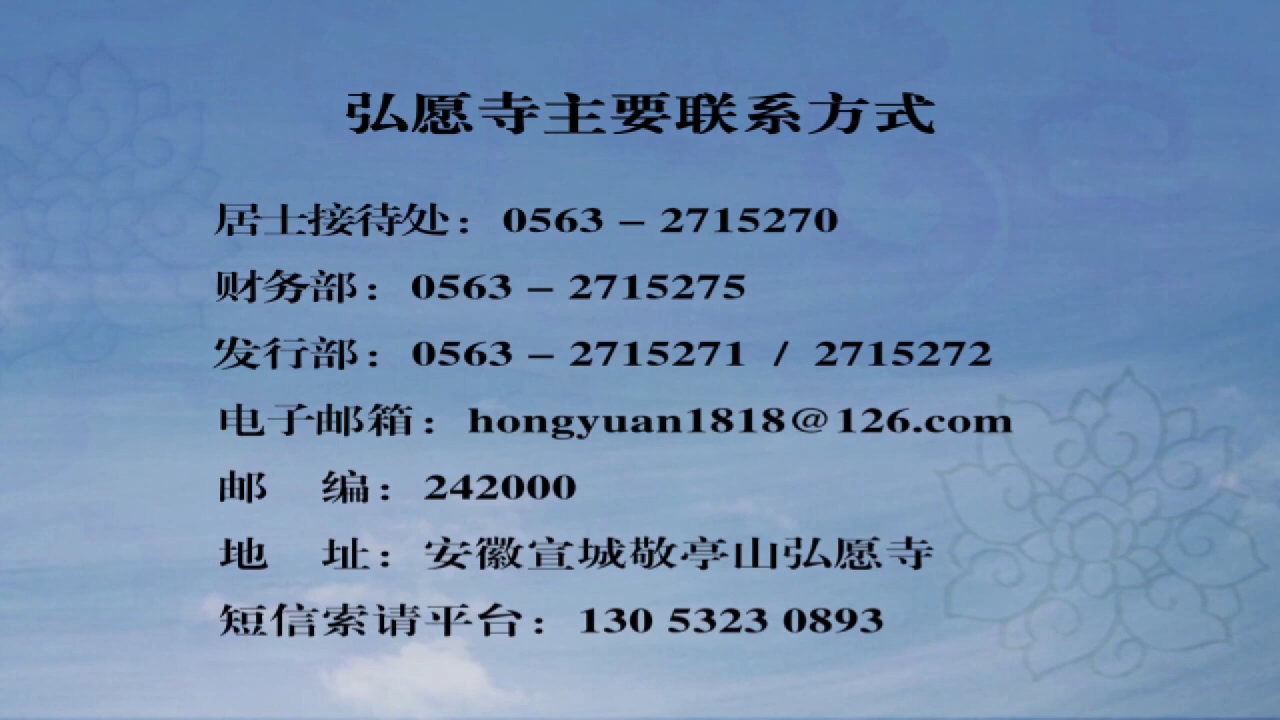 弘愿寺主要联系方式
居士接待处：0563 – 2715270
财务部：0563 – 2715275
发行部：0563 – 2715271 / 2715272
电子邮箱：hongyuan1818@126.com
邮　编：242000
地　址：安徽宣城敬亭山弘愿寺
短信索请平台：130 5323 0893